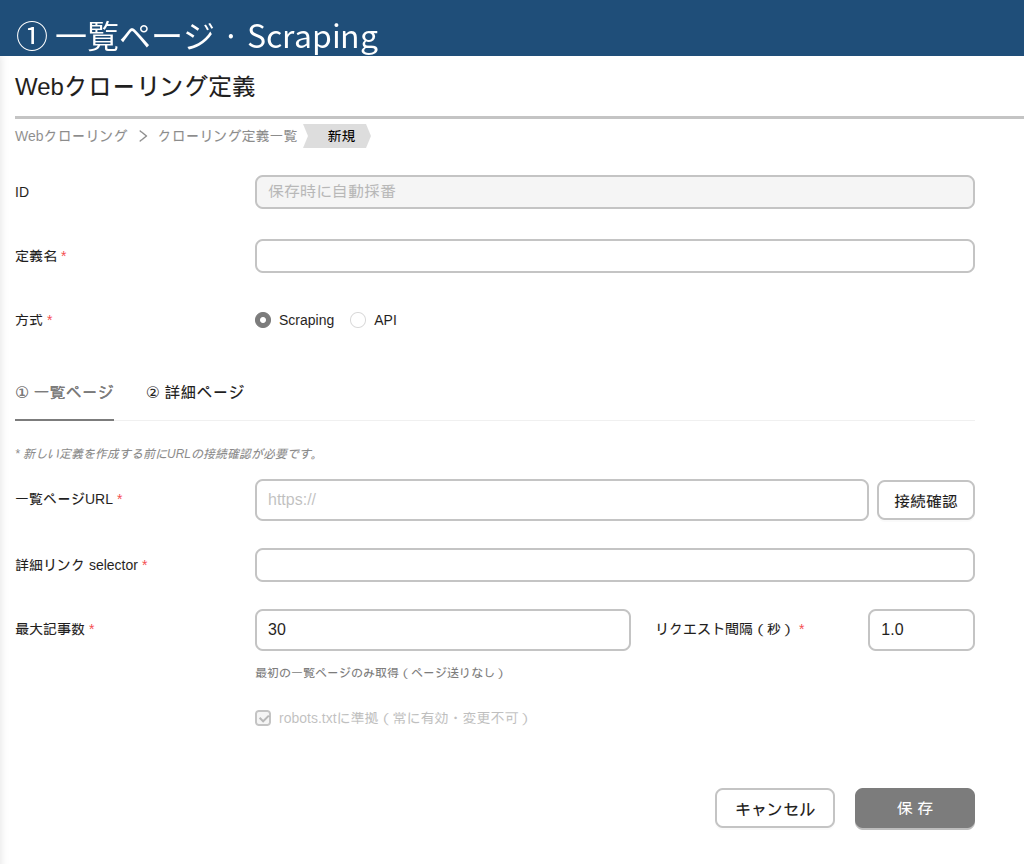 ① 一覧ページ · Scraping
Webクローリング定義
Webクローリング > クローリング定義一覧 新規
ID 保存時に自動採番
定義名 *
方式 * Scraping API
① 一覧ページ ② 詳細ページ
* 新しい定義を作成する前にURLの接続確認が必要です。
一覧ページURL * https:// 接続確認
詳細リンク selector *
最大記事数 * 30 リクエスト間隔（秒） * 1.0
最初の一覧ページのみ取得（ページ送りなし）
robots.txtに準拠（常に有効・変更不可）
キャンセル 保存